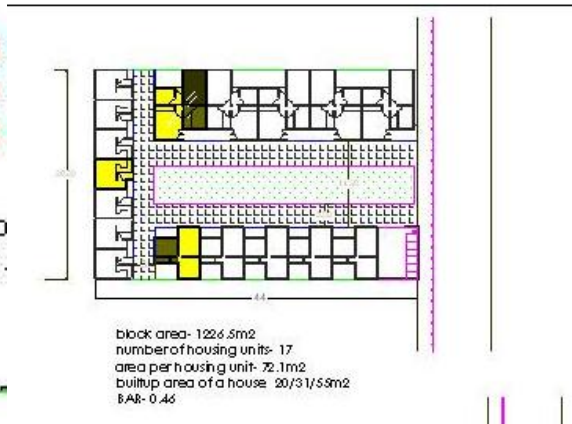 block area- 1226.5m2
number of housing units- 17
area per housing unit- 72.1m2
builtup area of a house 20/31/55m2
BAR- 0.46
44